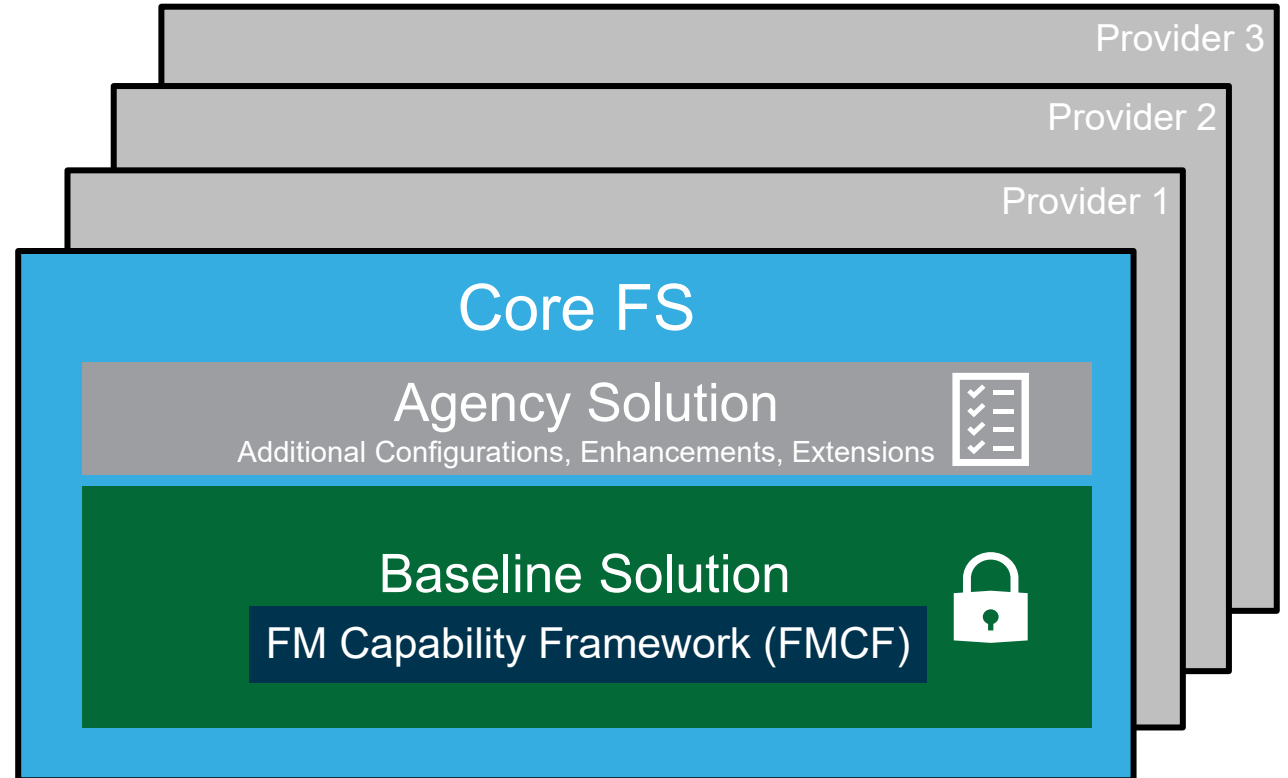 Provider 3
Provider 2
Provider 1
Core FS
Agency Solution
Additional Configurations, Enhancements, Extensions
Baseline Solution
FM Capability Framework (FMCF)